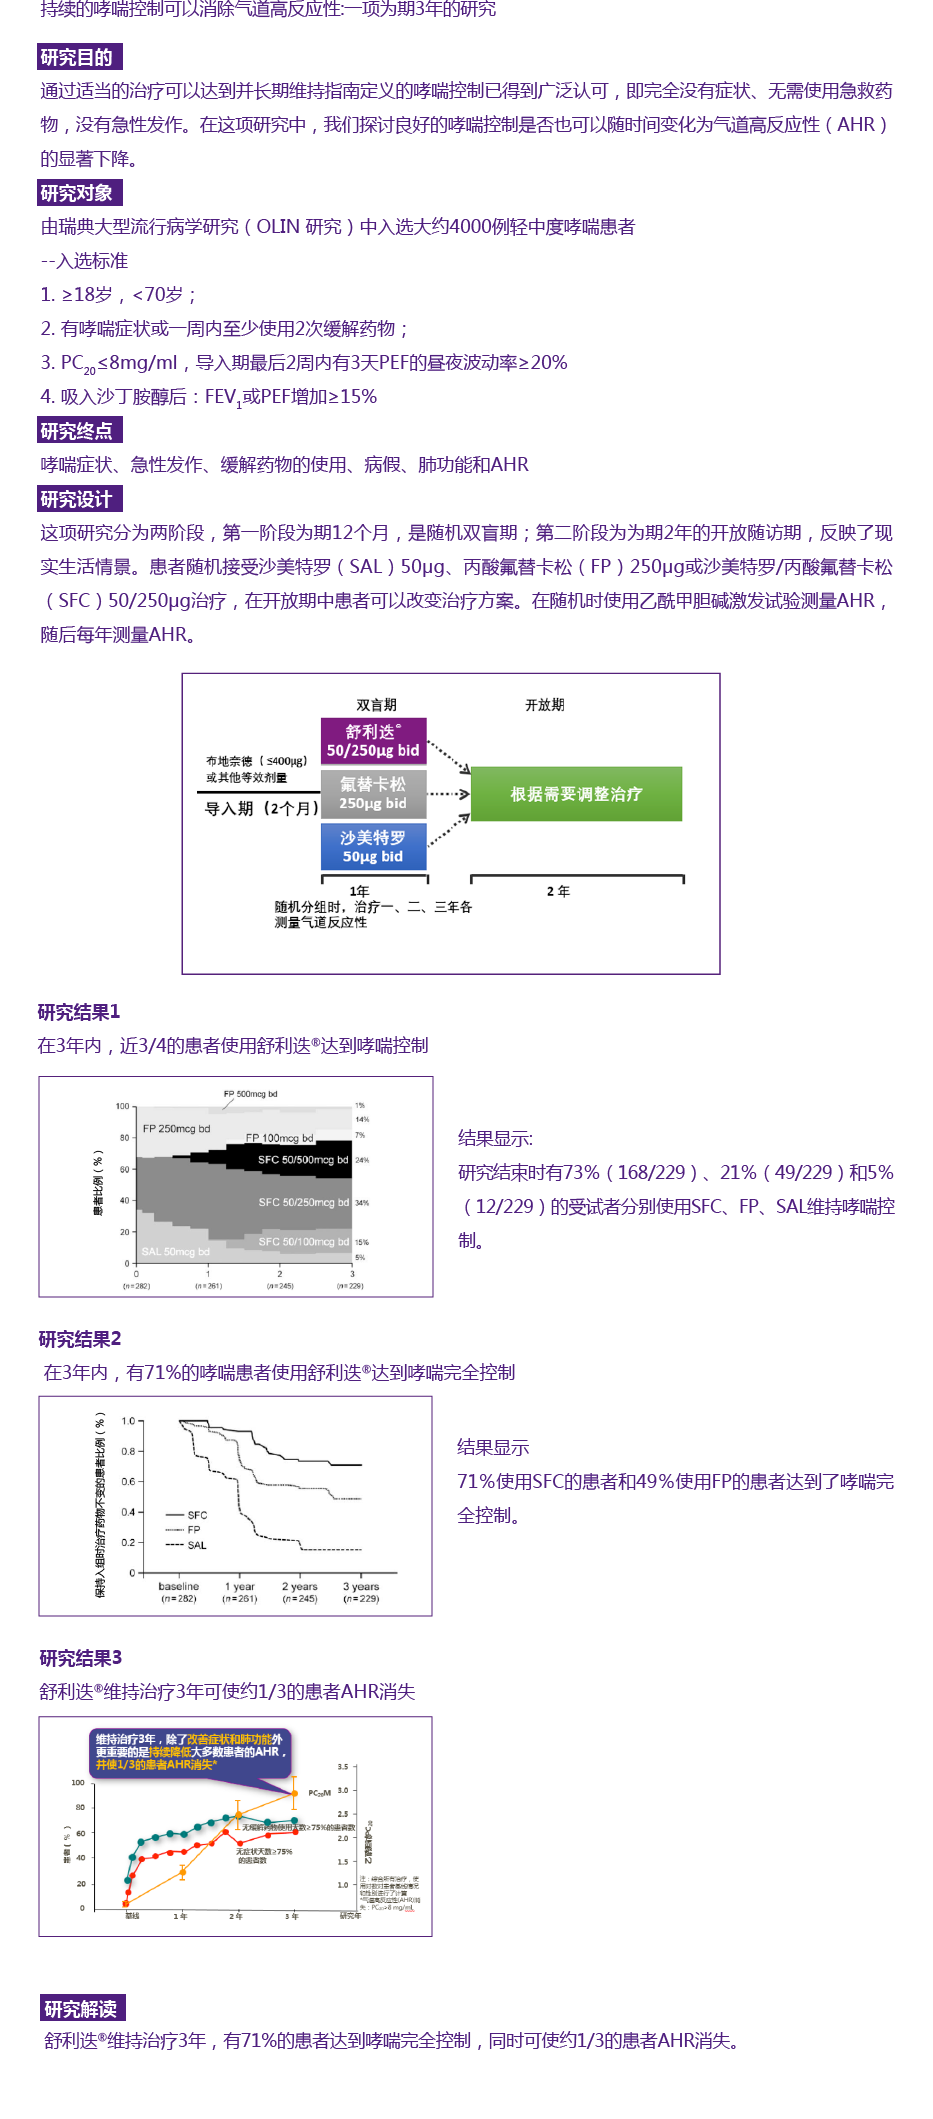 持续的哮喘控制可以消除气道高反应性:一项为期3年的研究
研究目的
通过适当的治疗可以达到并长期维持指南定义的哮喘控制已得到广泛认可，即完全没有症状、无需使用急救药
物，没有急性发作。在这项研究中，我们探讨良好的哮喘控制是否也可以随时间变化为气道高反应性（AHR）
的显著下降。
研究对象
由瑞典大型流行病学研究（OLIN 研究）中入选大约4000例轻中度哮喘患者
--入选标准
1. ≥18岁，<70岁；
2. 有哮喘症状或一周内至少使用2次缓解药物；
3. PC20≤8mg/ml，导入期最后2周内有3天PEF的昼夜波动率≥20%
4. 吸入沙丁胺醇后：FEV1或PEF增加≥15%
研究终点
哮喘症状、急性发作、缓解药物的使用、病假、肺功能和AHR
研究设计
这项研究分为两阶段，第一阶段为期12个月，是随机双盲期；第二阶段为为期2年的开放随访期，反映了现
实生活情景。患者随机接受沙美特罗（SAL）50μg、丙酸氟替卡松（FP）250μg或沙美特罗/丙酸氟替卡松
（SFC）50/250μg治疗，在开放期中患者可以改变治疗方案。在随机时使用乙酰甲胆碱激发试验测量AHR，
随后每年测量AHR。
双盲期
开放期
舒利迭®
50/250μg bid
布地奈德（≤400μg）
或其他等效剂量
导入期（2个月）
氟替卡松
250μg bid
根据需要调整治疗
沙美特罗
50μg bid
1年
2 年
随机分组时，治疗一、二、三年各
测量气道反应性
研究结果1
在3年内，近3/4的患者使用舒利迭®达到哮喘控制
FP 500mcg bd
患者比例（%）
100
80
60
40
20
0
FP 250mcg bd
FP 100mcg bd
SFC 50/500mcg bd
SFC 50/250mcg bd
SFC 50/100mcg bd
SAL 50mcg bd
1%
14%
7%
24%
34%
15%
5%
0 1 2 3
(n=282) (n=261) (n=245) (n=229)
结果显示:
研究结束时有73%（168/229）、21%（49/229）和5%
（12/229）的受试者分别使用SFC、FP、SAL维持哮喘控
制。
研究结果2
在3年内，有71%的哮喘患者使用舒利迭®达到哮喘完全控制
保持入组时治疗药物不变的患者比例（%）
1.0
0.8
0.6
0.4
0.2
0
SFC
FP
SAL
baseline 1 year 2 years 3 years
(n=282) (n=261) (n=245) (n=229)
结果显示
71%使用SFC的患者和49%使用FP的患者达到了哮喘完
全控制。
研究结果3
舒利迭®维持治疗3年可使约1/3的患者AHR消失
维持治疗3年，除了改善症状和肺功能外
更重要的是持续降低大多数患者的AHR，
并使1/3的患者AHR消失*
患者（%）
100
80
60
40
20
0
PC20M
无缓解药物使用天数≥75%的患者数
无症状天数≥75%
的患者数
3.5
3.0
2.5
2.0
1.5
1.0
基线 1 年 2 年 3 年 研究年
研究解读
舒利迭®维持治疗3年，有71%的患者达到哮喘完全控制，同时可使约1/3的患者AHR消失。